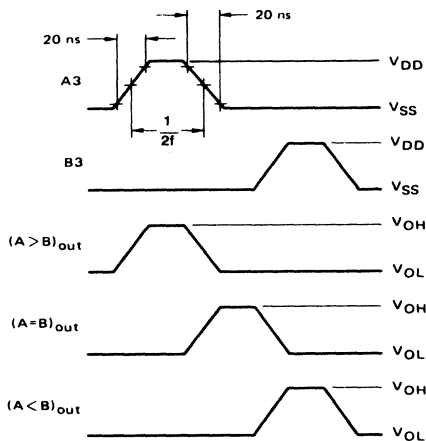 20 ns
20 ns
A3
VDD
VSS
1
2f
B3
VDD
VSS
(A>B)out
VOH
VOL
(A=B)out
VOH
VOL
(A<B)out
VOH
VOL